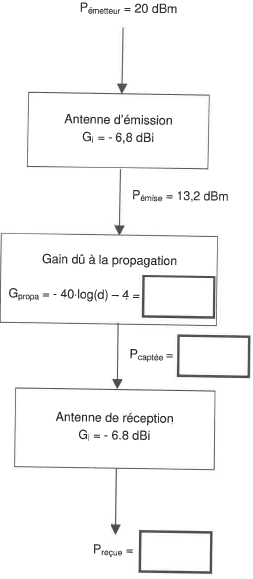 Pémetteur = 20 dBm
Antenne d'émission
Gi = - 6,8 dBi
Pémise = 13,2 dBm
Gain dû à la propagation
Gpropa = - 40·log(d) – 4 =
Pcaptée =
Antenne de réception
Gi = - 6.8 dBi
Preçue =